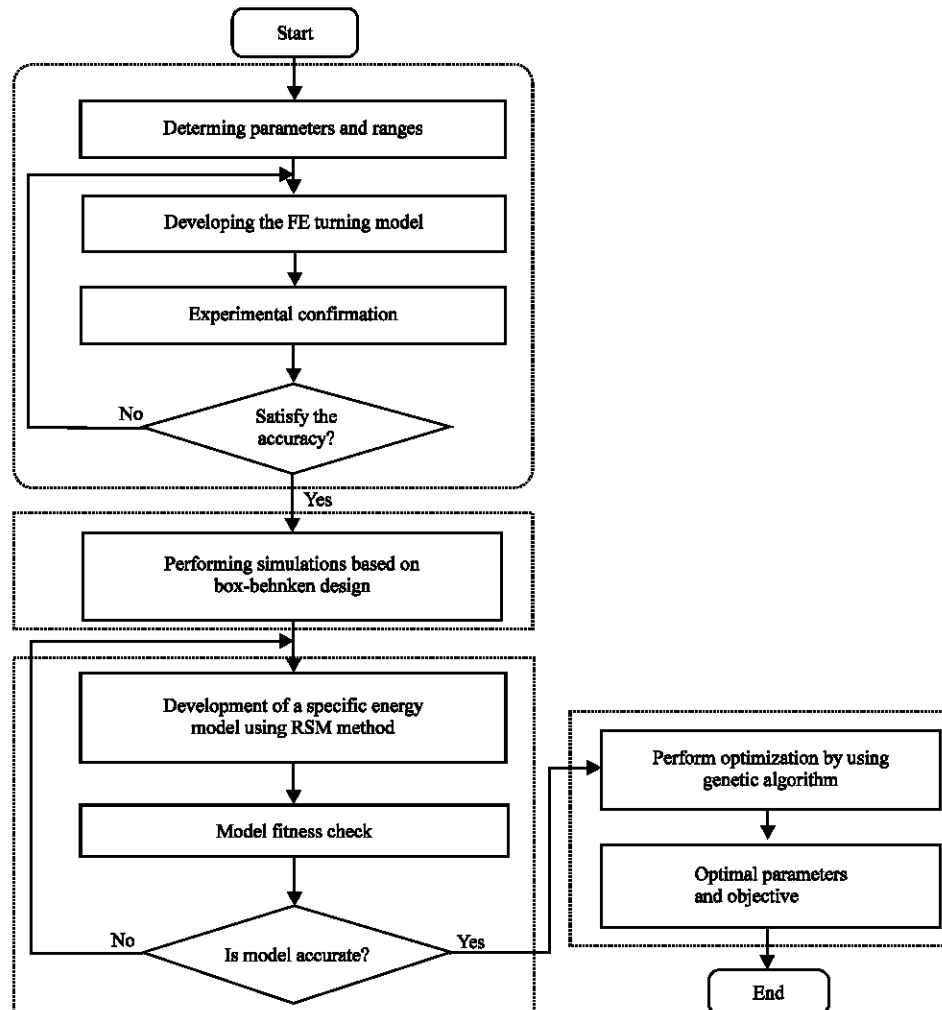 Start
Determing parameters and ranges
Developing the FE turning model
Experimental confirmation
No
Satisfy the
accuracy?
Yes
Performing simulations based on
box-behnken design
Development of a specific energy
model using RSM method
Model fitness check
No
Is model accurate?
Yes
Perform optimization by using
genetic algorithm
Optimal parameters
and objective
End